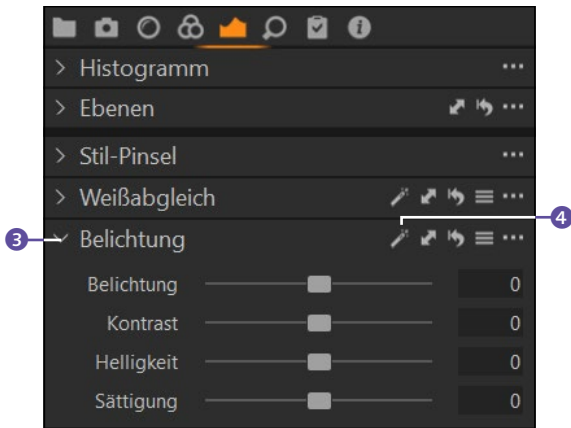 Histogramm
Ebenen
Stil-Pinsel
Weißabgleich
4
3 Belichtung
Belichtung 0
Kontrast 0
Helligkeit 0
Sättigung 0